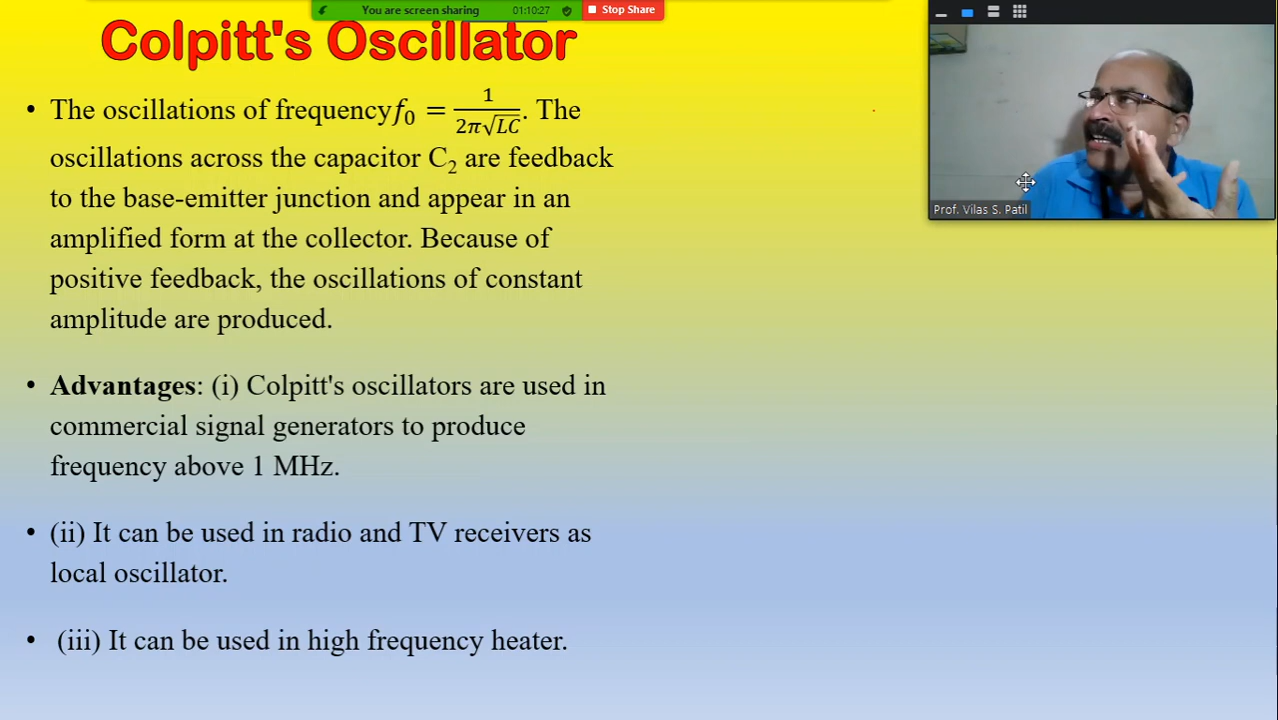 You are screen sharing 01:10:27 Stop Share
Colpitt's Oscillator
• The oscillations of frequency𝑓₀ = 1/(2𝜋√𝐿𝐶). The
oscillations across the capacitor C₂ are feedback
to the base-emitter junction and appear in an
amplified form at the collector. Because of
positive feedback, the oscillations of constant
amplitude are produced.
• Advantages: (i) Colpitt's oscillators are used in
commercial signal generators to produce
frequency above 1 MHz.
• (ii) It can be used in radio and TV receivers as
local oscillator.
• (iii) It can be used in high frequency heater.
Prof. Vilas S. Patil